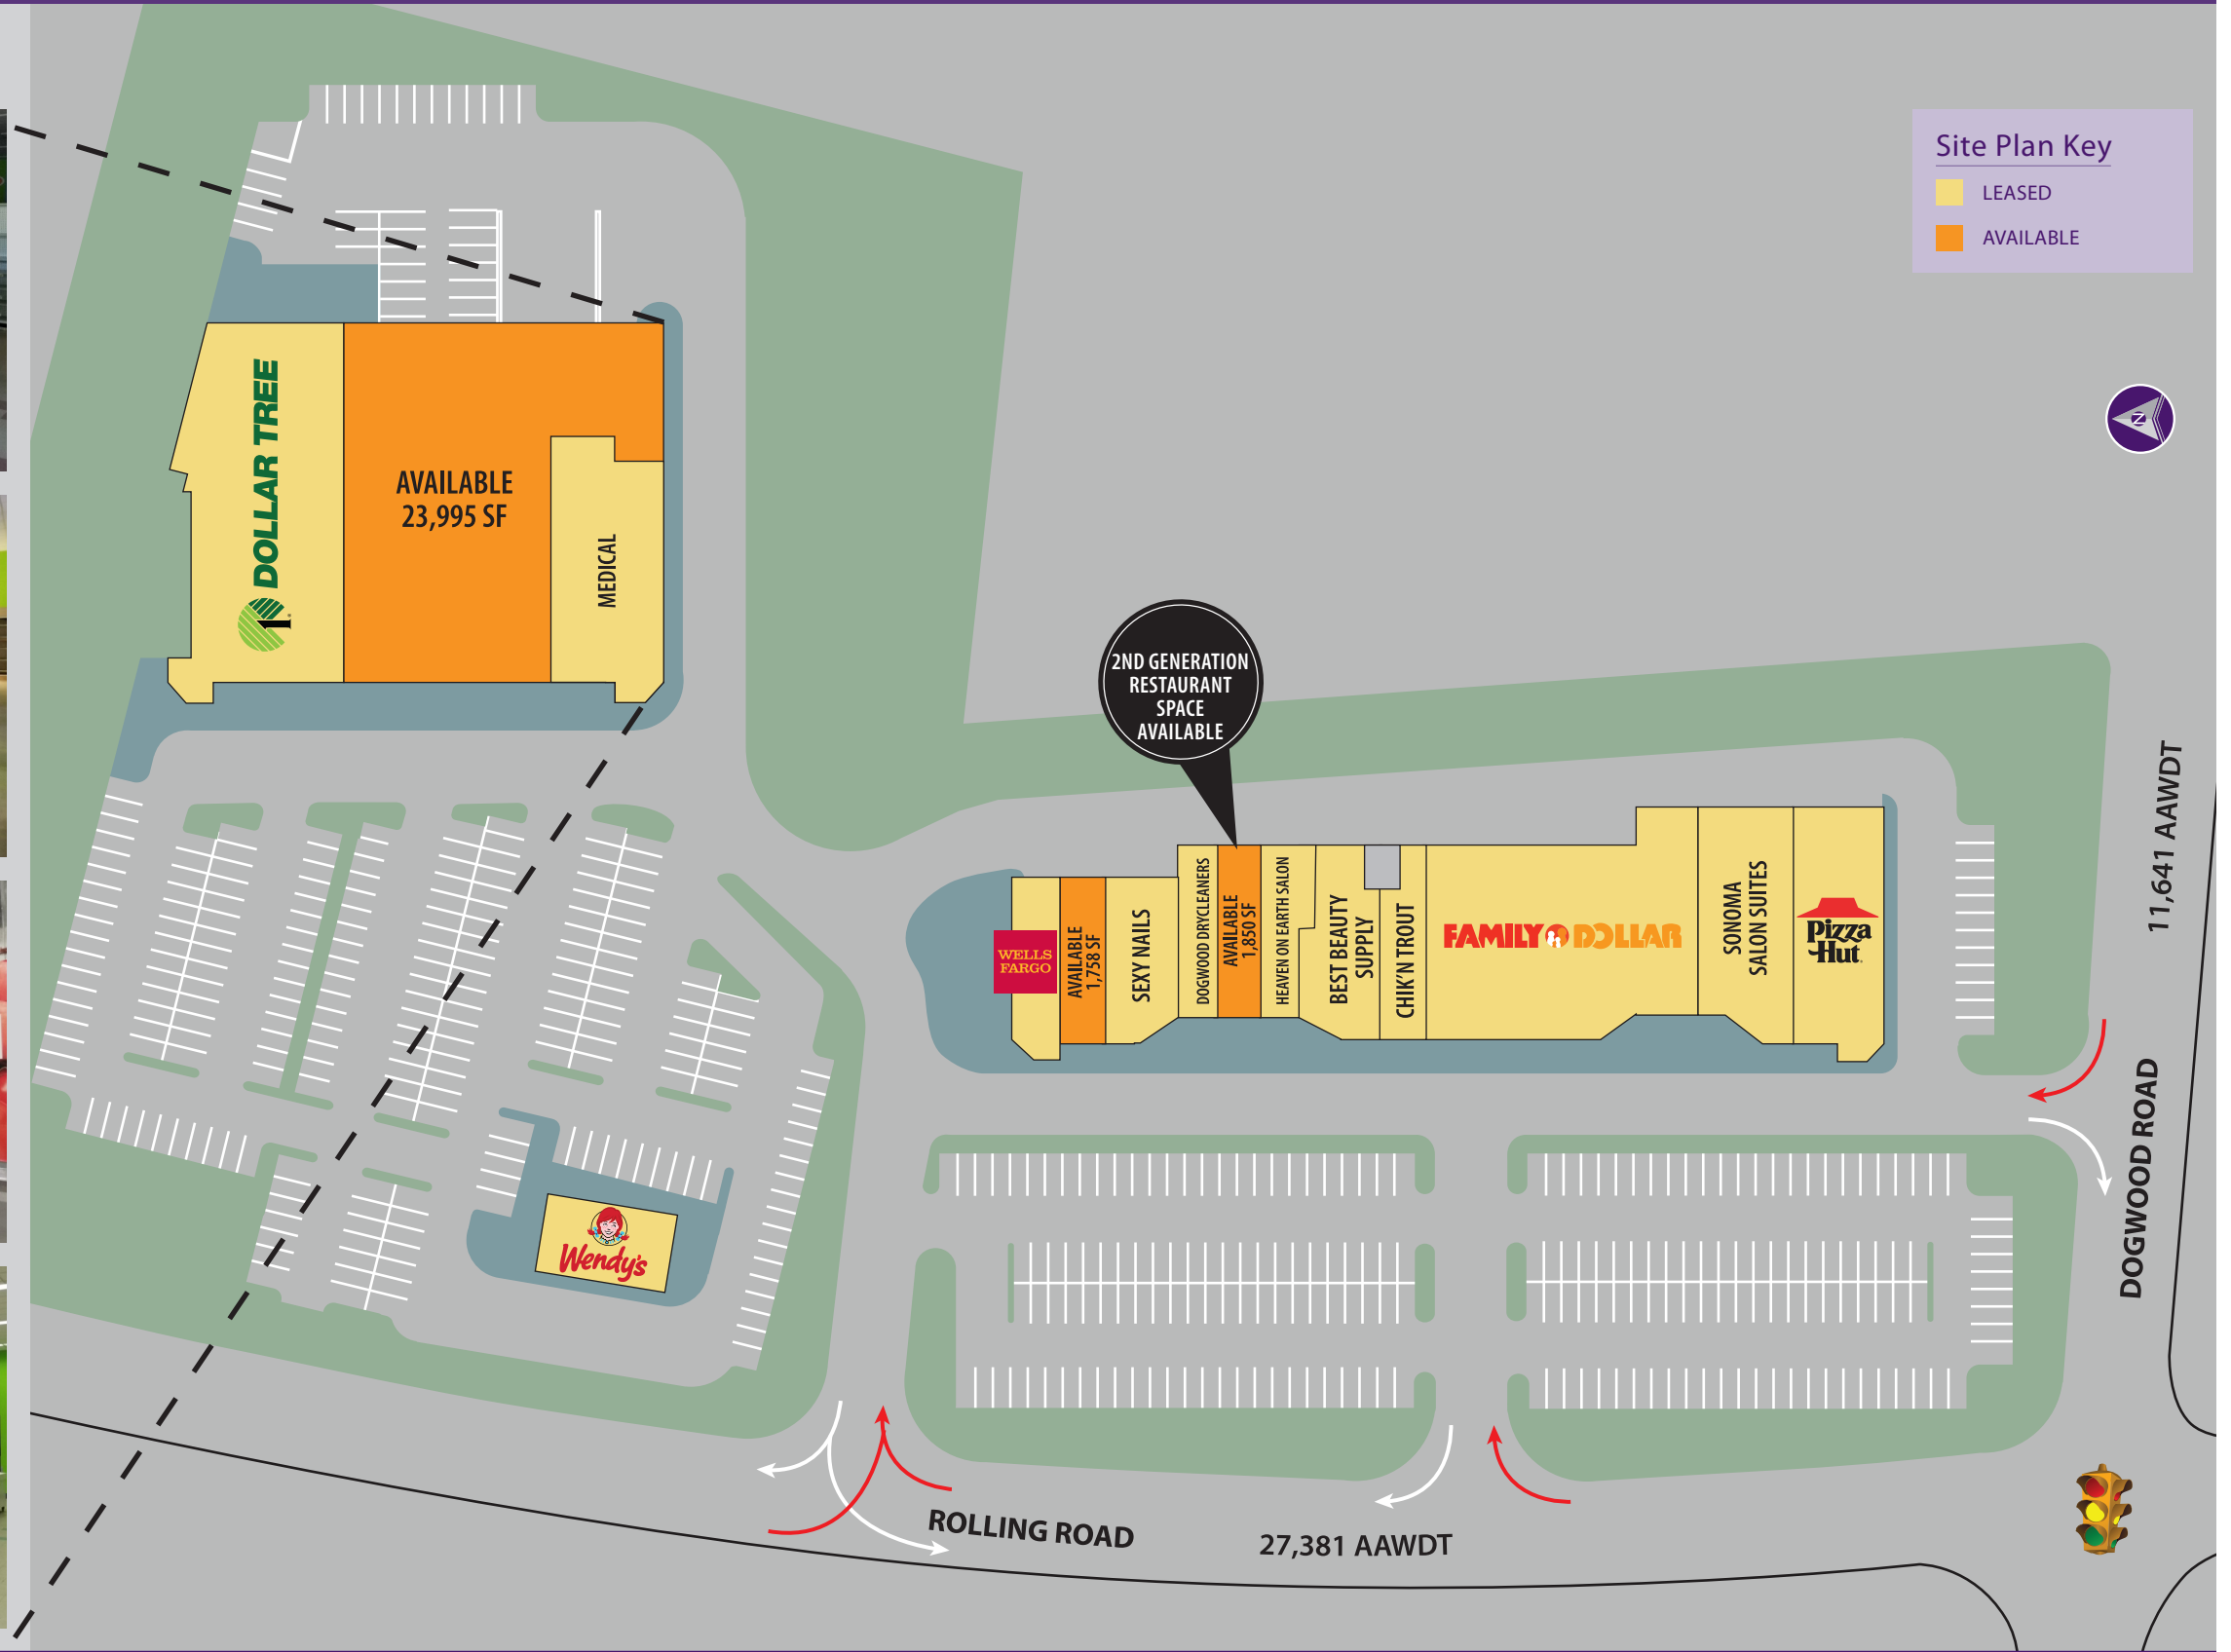 Site Plan Key
LEASED
AVAILABLE
N
DOLLAR TREE
1
AVAILABLE
23,995 SF
MEDICAL
2ND GENERATION
RESTAURANT
SPACE
AVAILABLE
WELLS
FARGO
AVAILABLE
1,758 SF
SEXY NAILS
DOGWOOD DRYCLEANERS
AVAILABLE
1,850 SF
HEAVEN ON EARTH SALON
BEST BEAUTY
SUPPLY
CHIK'N TROUT
FAMILY DOLLAR
SONOMA
SALON SUITES
Pizza
Hut
11,641 AAWDT
DOGWOOD ROAD
Wendy's
ROLLING ROAD
27,381 AAWDT